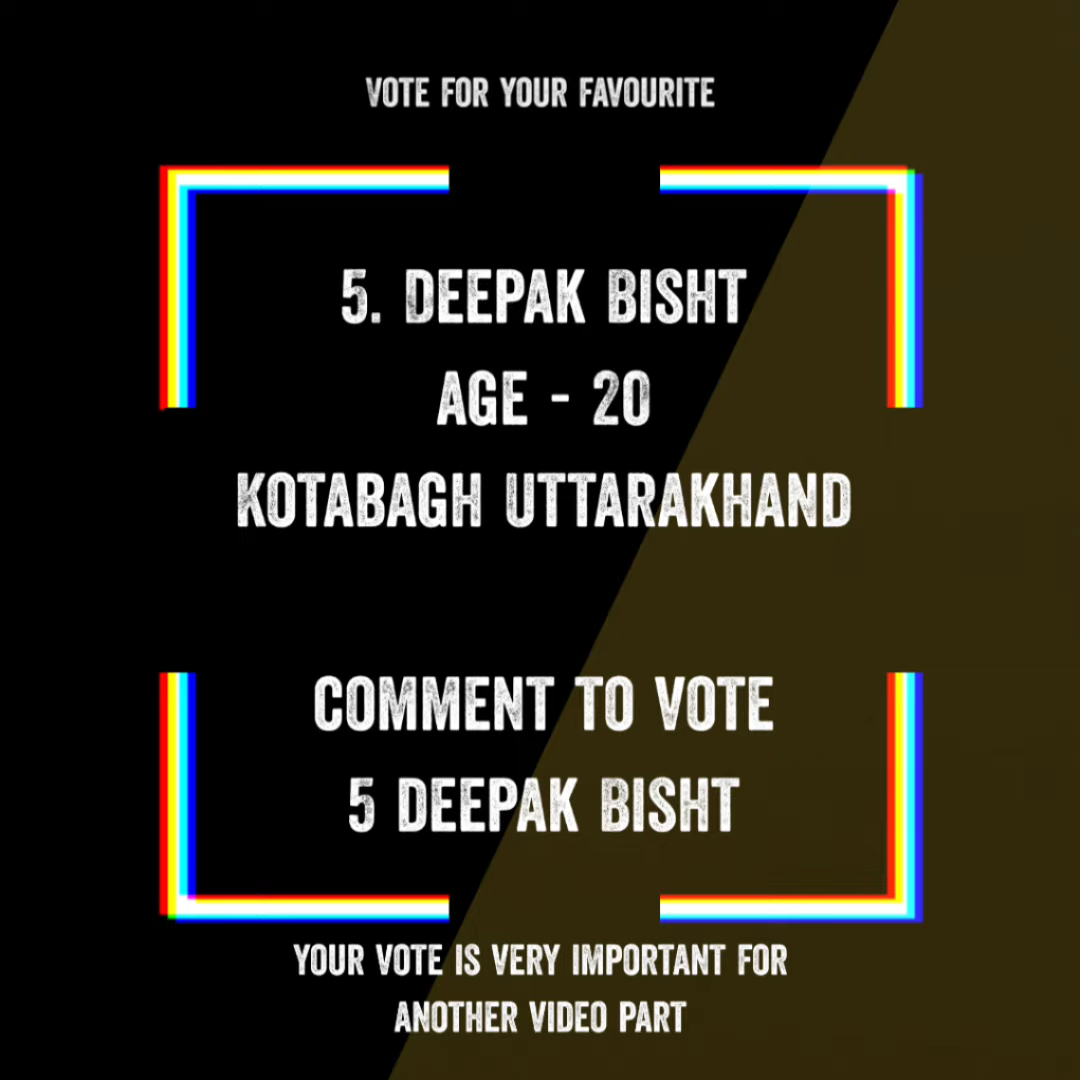 VOTE FOR YOUR FAVOURITE
5. DEEPAK BISHT
AGE - 20
KOTABAGH UTTARAKHAND
COMMENT TO VOTE
5 DEEPAK BISHT
YOUR VOTE IS VERY IMPORTANT FOR
ANOTHER VIDEO PART